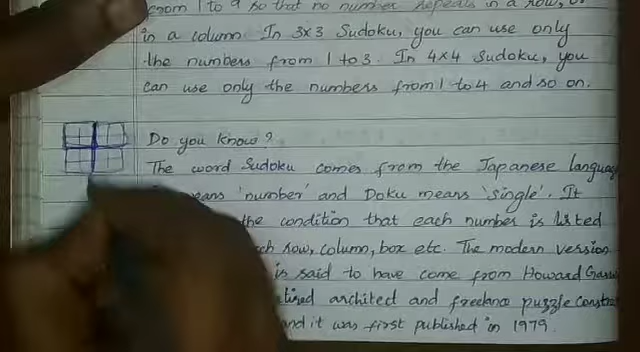 from 1 to 9 so that no number repeats in a row, or
in a column. In 3x3 Sudoku, you can use only
the numbers from 1 to 3. In 4x4 Sudoku, you
can use only the numbers from 1 to 4 and so on.
Do you know?
The word Sudoku comes from the Japanese
means 'number' and Doku means 'single'. It
the condition that each number is listed
row, column, box etc. The modern version
is said to have come from Howard
architect and freelance puzzle
and it was first published in 1979.